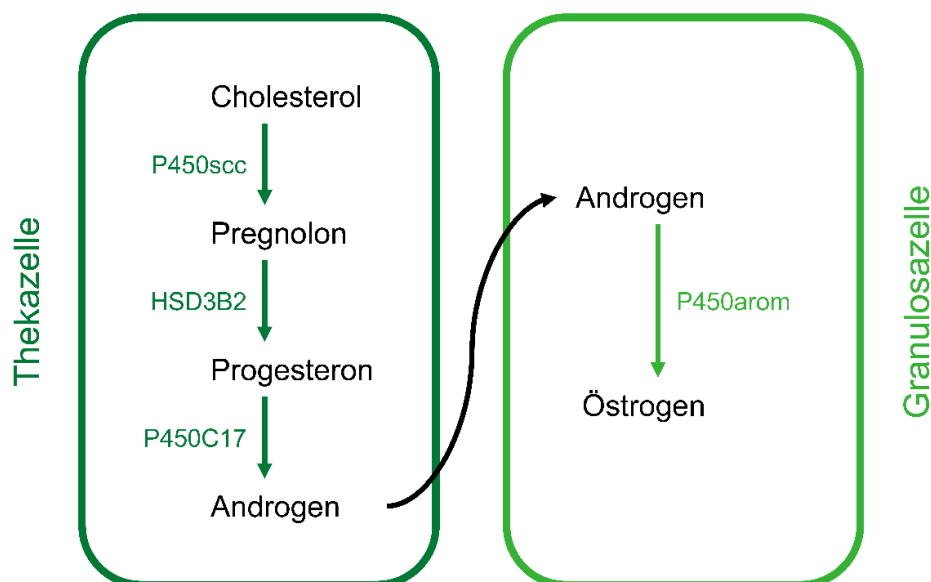 Thekazelle
Cholesterol
P450scc
Pregnolon
HSD3B2
Progesteron
P450C17
Androgen
Androgen
P450arom
Östrogen
Granulosazelle